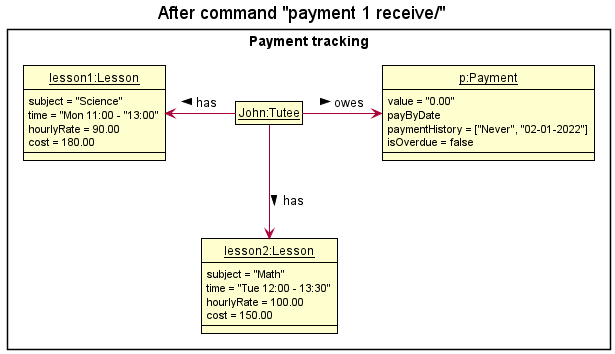 After command "payment 1 receive/"
Payment tracking
lesson1:Lesson
subject = "Science"
time = "Mon 11:00 - "13:00"
hourlyRate = 90.00
cost = 180.00
has
John:Tutee
owes
p:Payment
value = "0.00"
payByDate
paymentHistory = ["Never", "02-01-2022"]
isOverdue = false
has
lesson2:Lesson
subject = "Math"
time = "Tue 12:00 - 13:30"
hourlyRate = 100.00
cost = 150.00